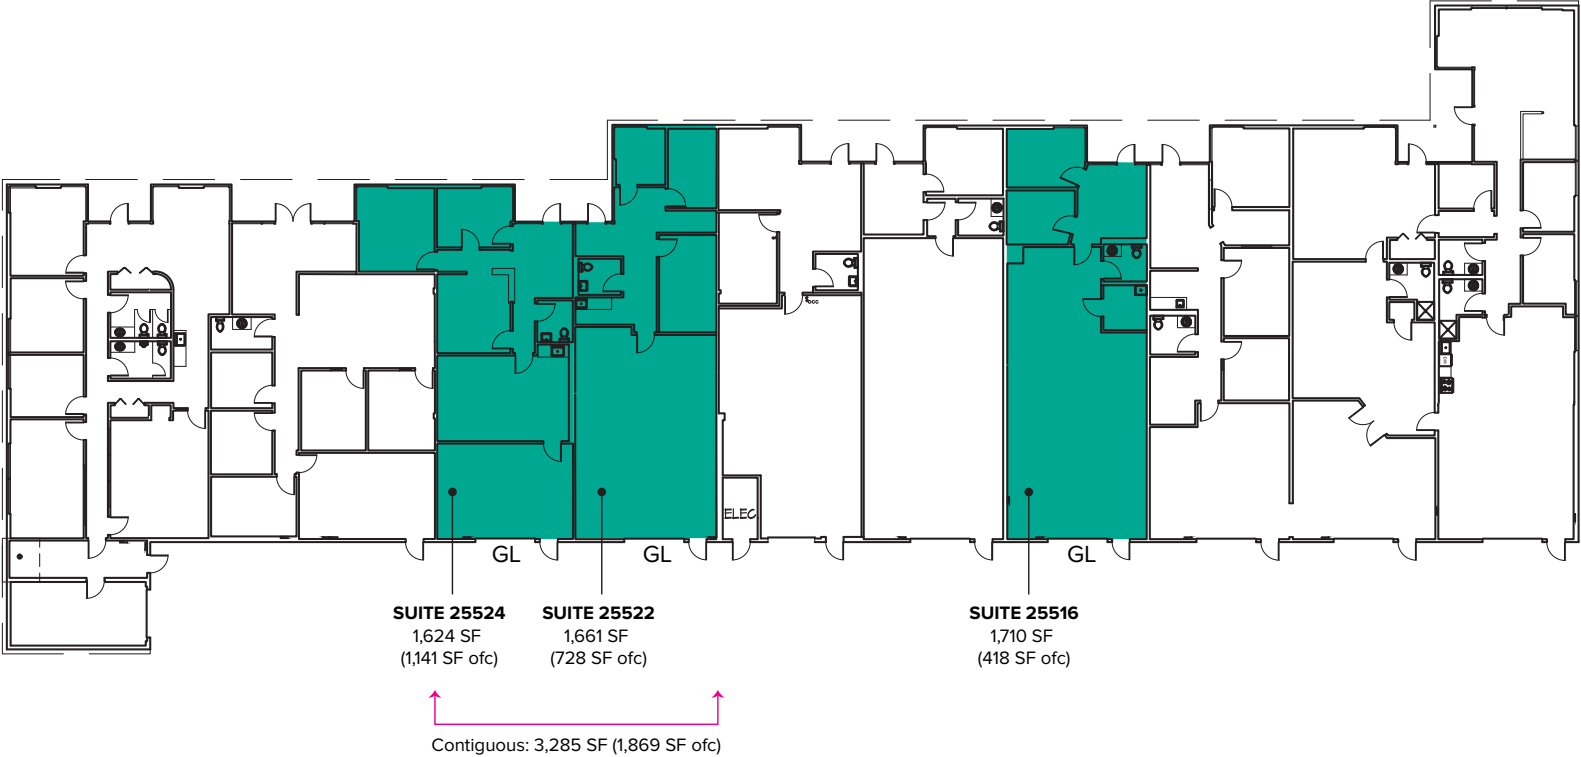 ELEC.
GL
GL
GL
SUITE 25524
1,624 SF
(1,141 SF ofc)
SUITE 25522
1,661 SF
(728 SF ofc)
SUITE 25516
1,710 SF
(418 SF ofc)
Contiguous: 3,285 SF (1,869 SF ofc)